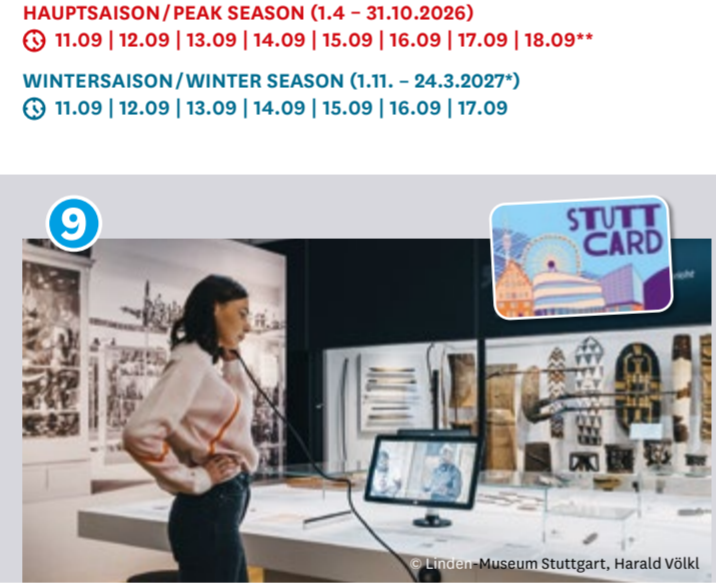 HAUPTSAISON/PEAK SEASON (1.4 – 31.10.2026)
11.09 | 12.09 | 13.09 | 14.09 | 15.09 | 16.09 | 17.09 | 18.09**
WINTERSAISON/WINTER SEASON (1.11. – 24.3.2027*)
11.09 | 12.09 | 13.09 | 14.09 | 15.09 | 16.09 | 17.09
9
STUTT
CARD
© Linden-Museum Stuttgart, Harald Völkl